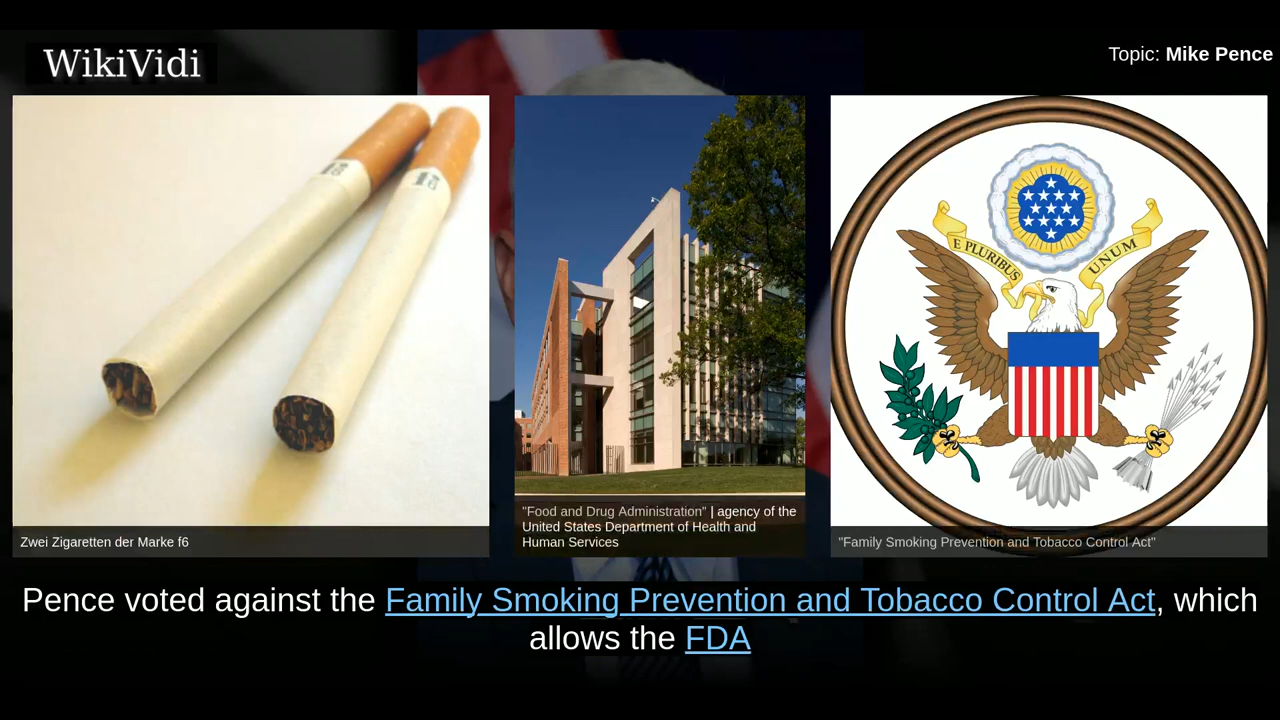 WikiVidi
Topic: Mike Pence
E PLURIBUS UNUM
Zwei Zigaretten der Marke f6
"Food and Drug Administration" | agency of the
United States Department of Health and
Human Services
"Family Smoking Prevention and Tobacco Control Act"
Pence voted against the Family Smoking Prevention and Tobacco Control Act, which
allows the FDA